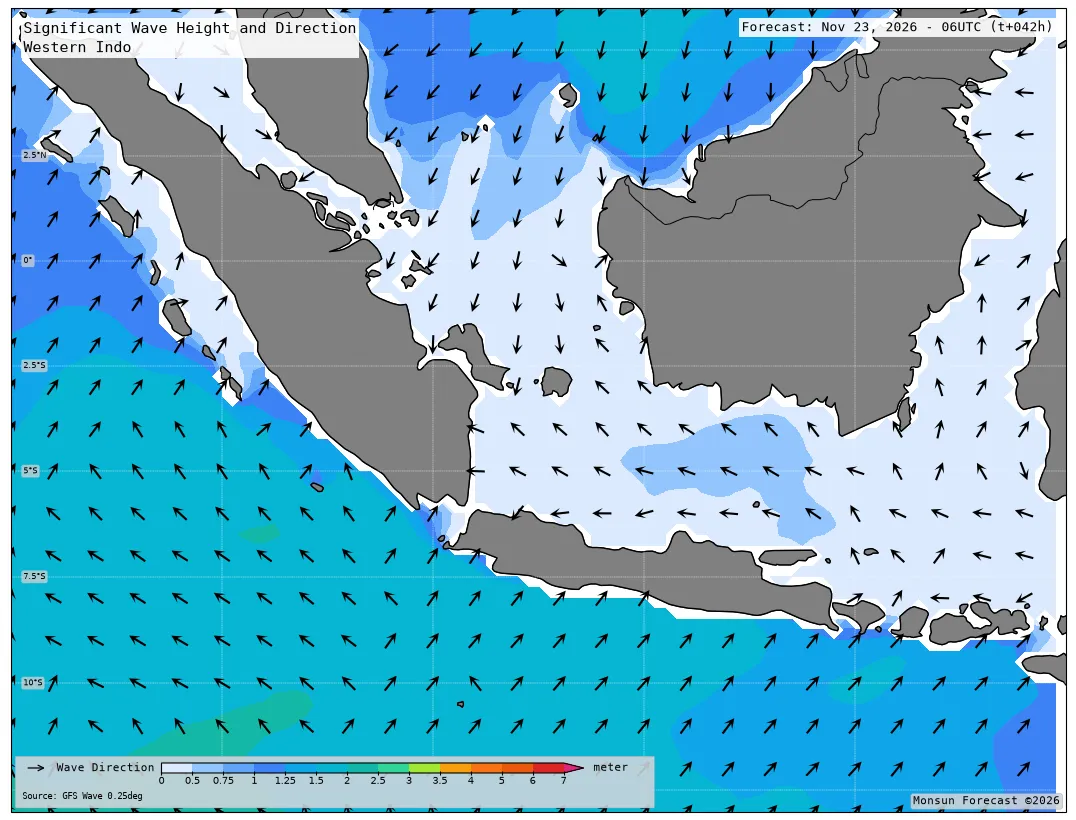 Significant Wave Height and Direction
Western Indo
Forecast: Nov 23, 2026 - 06UTC (t+042h)
2.5°N
0°
2.5°S
5°S
7.5°S
10°S
Wave Direction
meter
0 0.5 0.75 1 1.25 1.5 2 2.5 3 3.5 4 5 6 7
Source: GFS Wave 0.25deg
Monsun Forecast ©2026